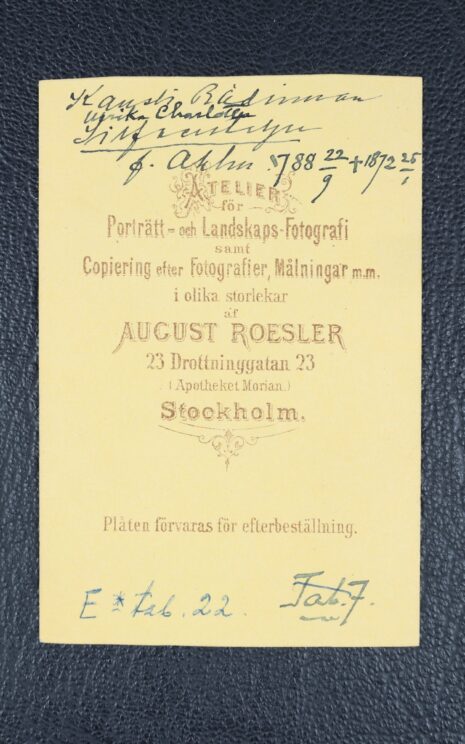 Kansli Rådinnan
Ulrika Charlotta
f. Ahlm 1788 22/9 + 1872 25/1
ATELIER
för
Porträtt- och Landskaps-Fotografi
samt
Copiering efter Fotografier, Målningar m.m.
i olika storlekar
af
AUGUST ROESLER
23 Drottninggatan 23
(Apotheket Morian.)
Stockholm.
Plåten förvaras för efterbeställning.
E * tab. 22. Tab. 7.